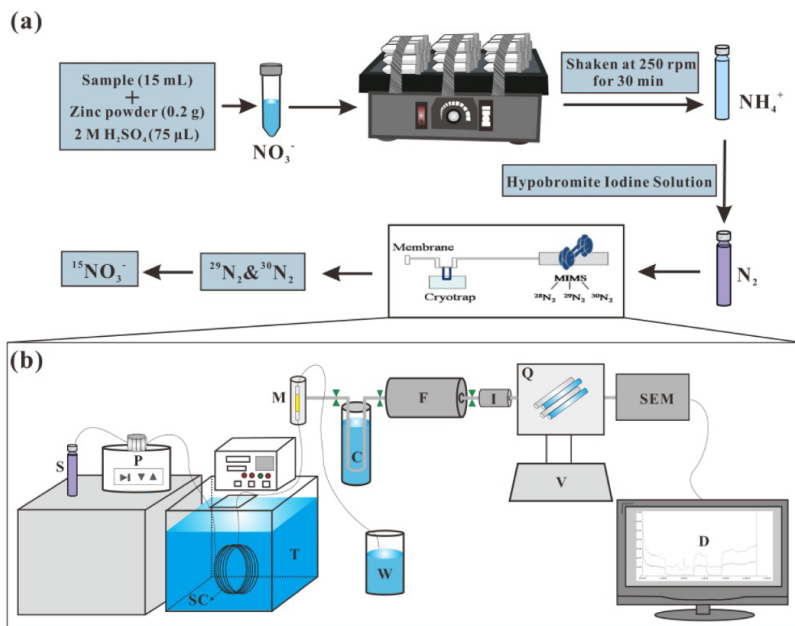 (a)
Sample (15 mL)
+
Zinc powder (0.2 g)
2 M H₂SO₄ (75 μL)
NO₃⁻
Shaken at 250 rpm
for 30 min
NH₄⁺
Hypobromite Iodine Solution
N₂
Membrane
Cryotrap
MIMS
²⁸N₂ ²⁹N₂ ³⁰N₂
²⁹N₂&³⁰N₂
¹⁵NO₃⁻
(b)
S
P
M
C
F
C
I
Q
SEM
V
T
SC
W
D